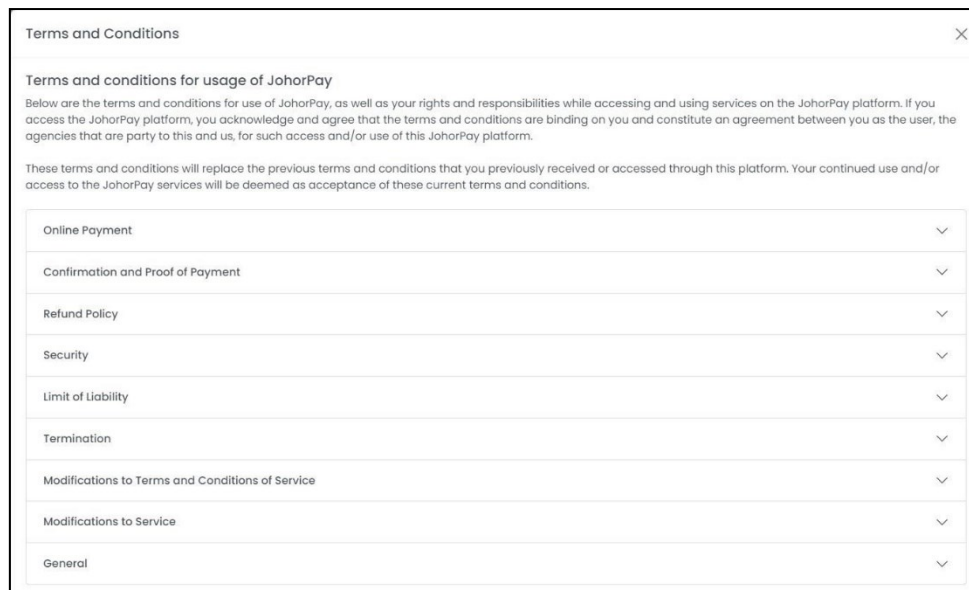 Terms and Conditions
Terms and conditions for usage of JohorPay
Below are the terms and conditions for use of JohorPay, as well as your rights and responsibilities while accessing and using services on the JohorPay platform. If you
access the JohorPay platform, you acknowledge and agree that the terms and conditions are binding on you and constitute an agreement between you as the user, the
agencies that are party to this and us, for such access and/or use of this JohorPay platform.
These terms and conditions will replace the previous terms and conditions that you previously received or accessed through this platform. Your continued use and/or
access to the JohorPay services will be deemed as acceptance of these current terms and conditions.
Online Payment
Confirmation and Proof of Payment
Refund Policy
Security
Limit of Liability
Termination
Modifications to Terms and Conditions of Service
Modifications to Service
General